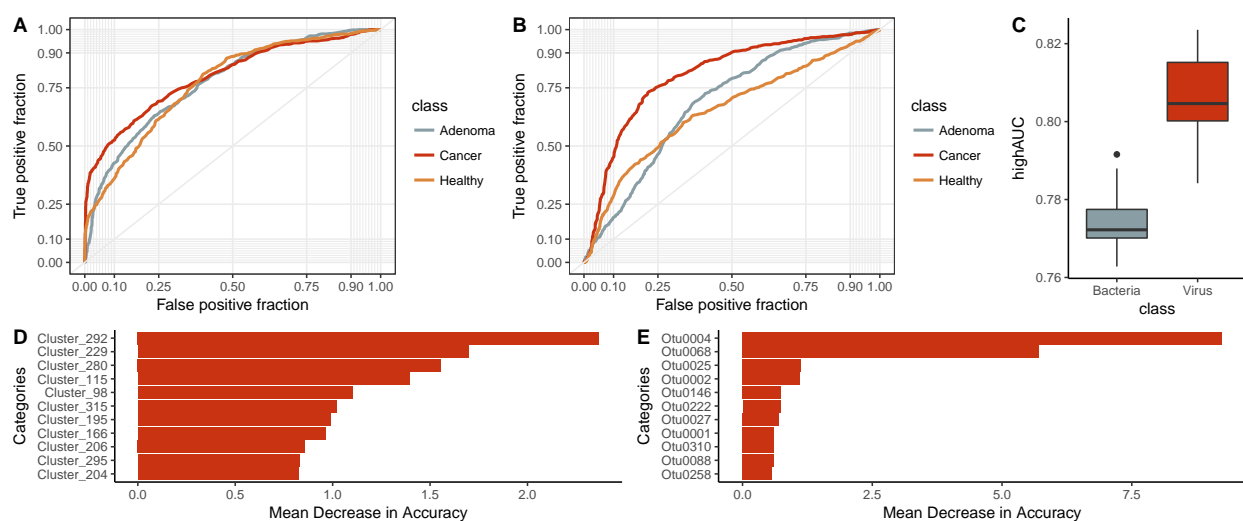 A
True positive fraction
1.00
0.90
0.75
0.50
0.25
0.10
0.00
0.00 0.10 0.25 0.50 0.75 0.90 1.00
False positive fraction
class
Adenoma
Cancer
Healthy
B
True positive fraction
1.00
0.90
0.75
0.50
0.25
0.10
0.00
0.00 0.10 0.25 0.50 0.75 0.90 1.00
False positive fraction
class
Adenoma
Cancer
Healthy
C
highAUC
0.82
0.80
0.78
0.76
Bacteria Virus
class
D
Categories
Cluster_292
Cluster_229
Cluster_280
Cluster_115
Cluster_98
Cluster_315
Cluster_195
Cluster_166
Cluster_206
Cluster_295
Cluster_204
0.0 0.5 1.0 1.5 2.0
Mean Decrease in Accuracy
E
Categories
Otu0004
Otu0068
Otu0025
Otu0002
Otu0146
Otu0222
Otu0027
Otu0001
Otu0310
Otu0088
Otu0258
0.0 2.5 5.0 7.5
Mean Decrease in Accuracy